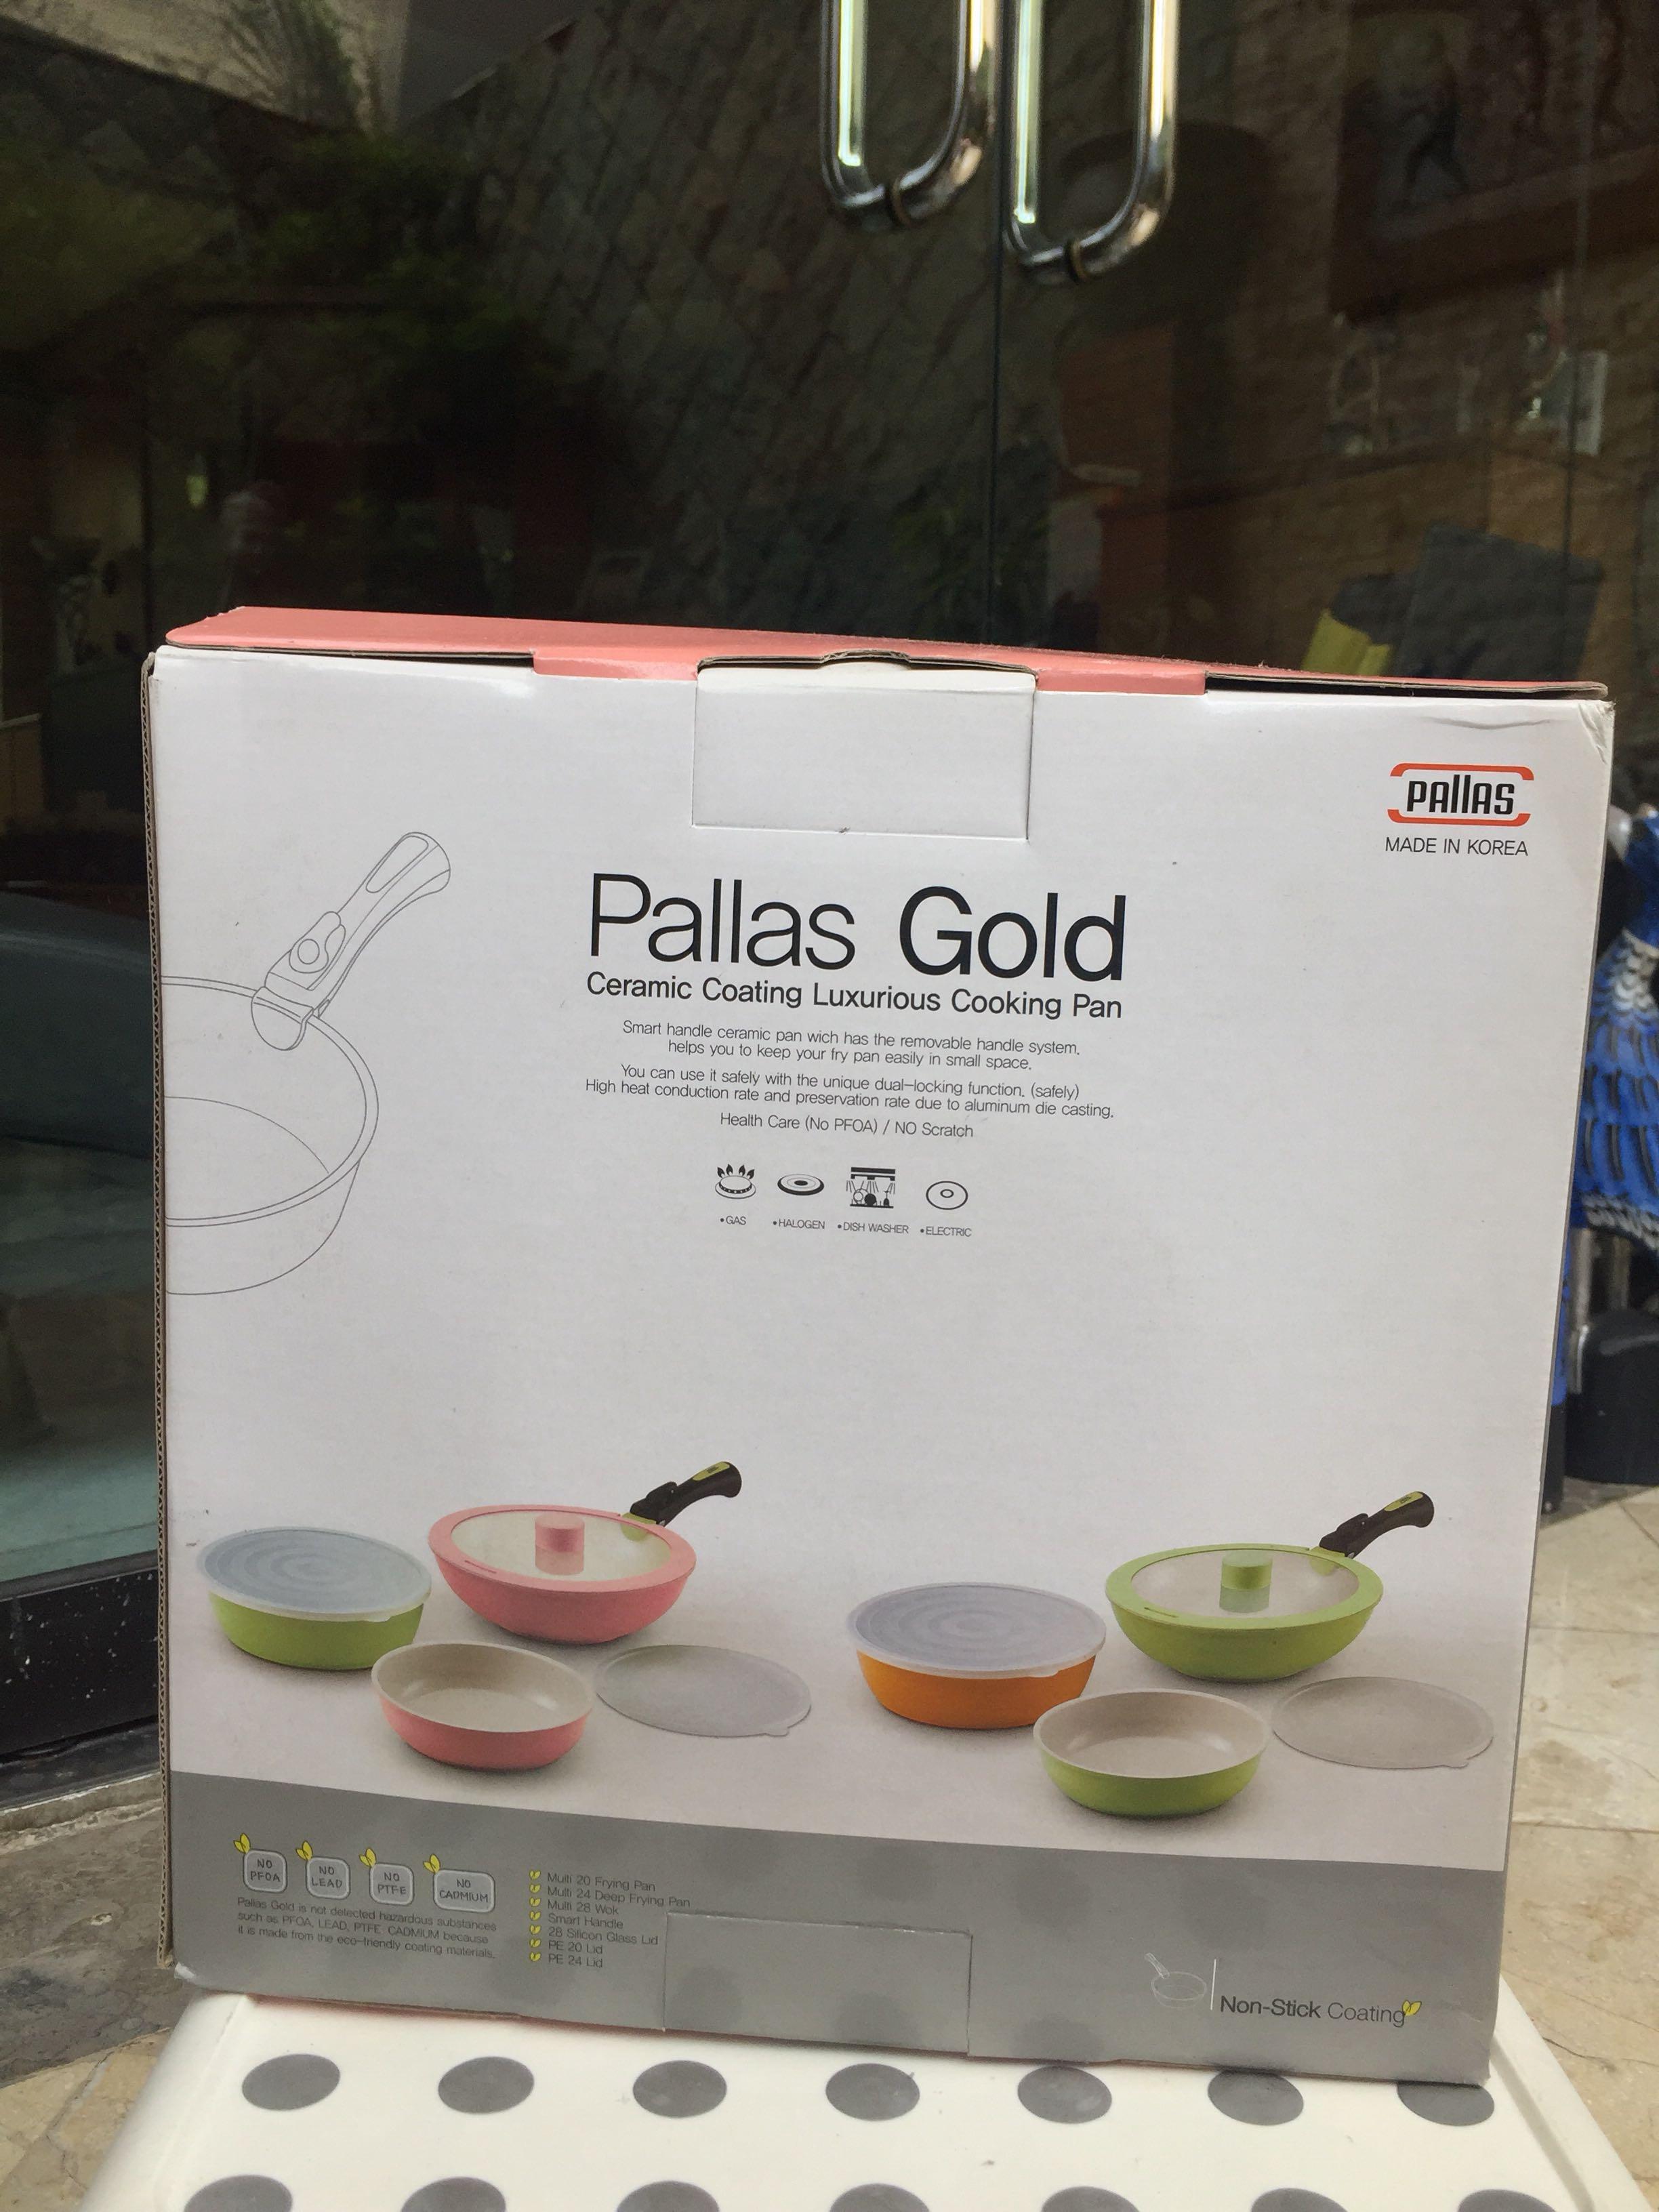 PALLAS
MADE IN KOREA
Pallas Gold
Ceramic Coating Luxurious Cooking Pan
Smart handle ceramic pan wich has the removable handle system,
helps you to keep your fry pan easily in small space.
You can use it safely with the unique dual-locking function. (safely)
High heat conduction rate and preservation rate due to aluminum die casting.
Health Care (No PFOA) / NO Scratch
•GAS •HALOGEN •DISH WASHER •ELECTRIC
NO PFOA
NO LEAD
NO PTFE
NO CADMIUM
Pallas Gold is not detected hazardous substances
such as PFOA, LEAD, PTFE CADMIUM because
it is made from the eco-friendly coating materials.
Multi 20 Frying Pan
Multi 24 Deep Frying Pan
Multi 28 Wok
Smart Handle
28 Silicon Glass Lid
PE 20 Lid
PE 24 Lid
Non-Stick Coating